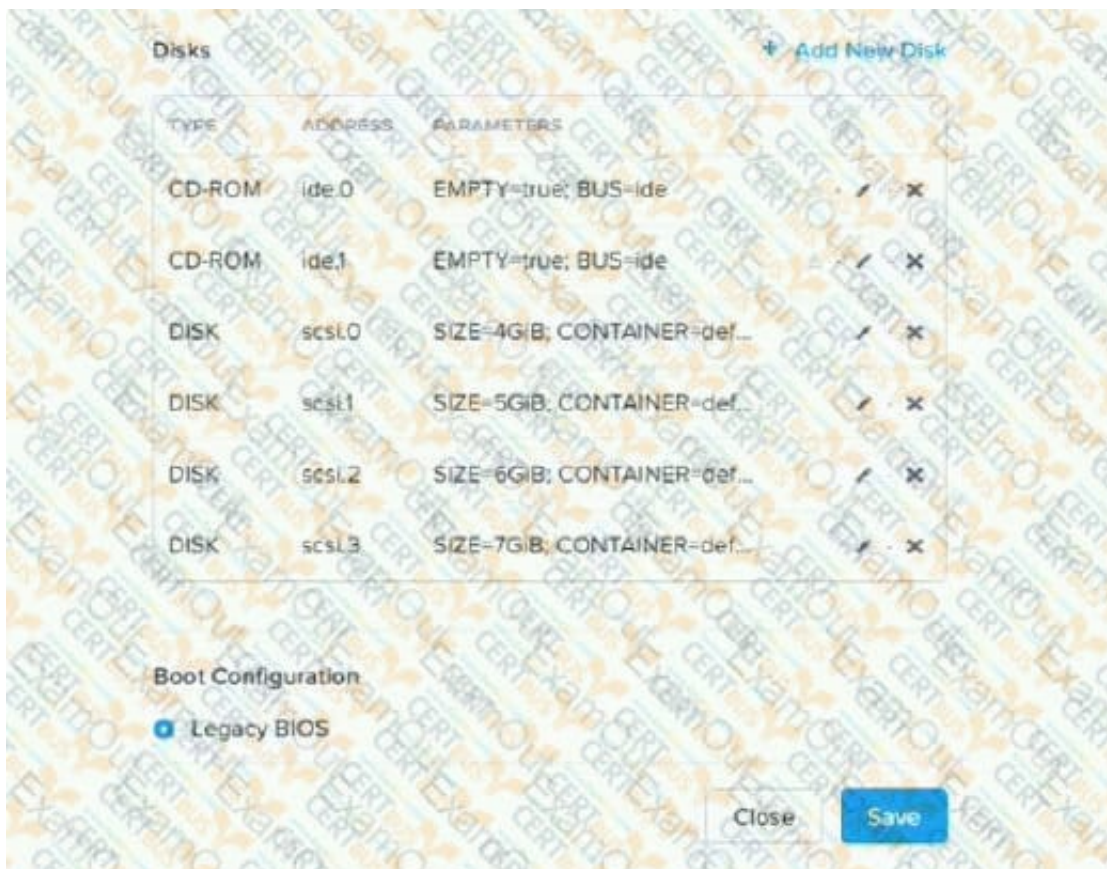 Disks + Add New Disk
TYPE ADDRESS PARAMETERS
CD-ROM ide.0 EMPTY=true; BUS=ide
CD-ROM ide.1 EMPTY=true; BUS=ide
DISK scsi.0 SIZE=4GiB; CONTAINER=def...
DISK scsi.1 SIZE=5GiB; CONTAINER=def...
DISK scsi.2 SIZE=6GiB; CONTAINER=def...
DISK scsi.3 SIZE=7GiB; CONTAINER=def...
Boot Configuration
Legacy BIOS
Close Save